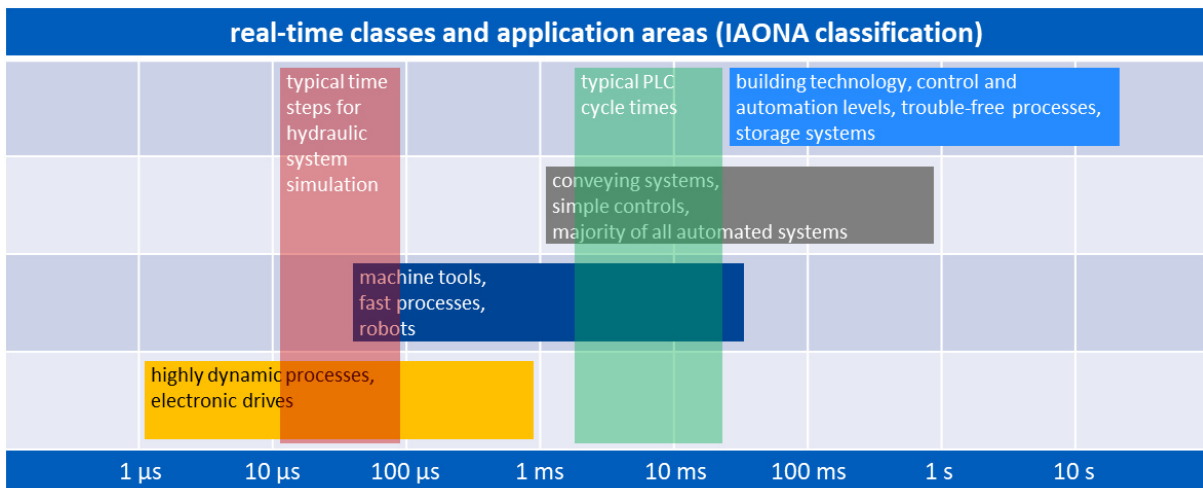 real-time classes and application areas (IAONA classification)
typical time
steps for
hydraulic
system
simulation
typical PLC
cycle times
building technology, control and
automation levels, trouble-free processes,
storage systems
conveying systems,
simple controls,
majority of all automated systems
machine tools,
fast processes,
robots
highly dynamic processes,
electronic drives
1 µs 10 µs 100 µs 1 ms 10 ms 100 ms 1 s 10 s